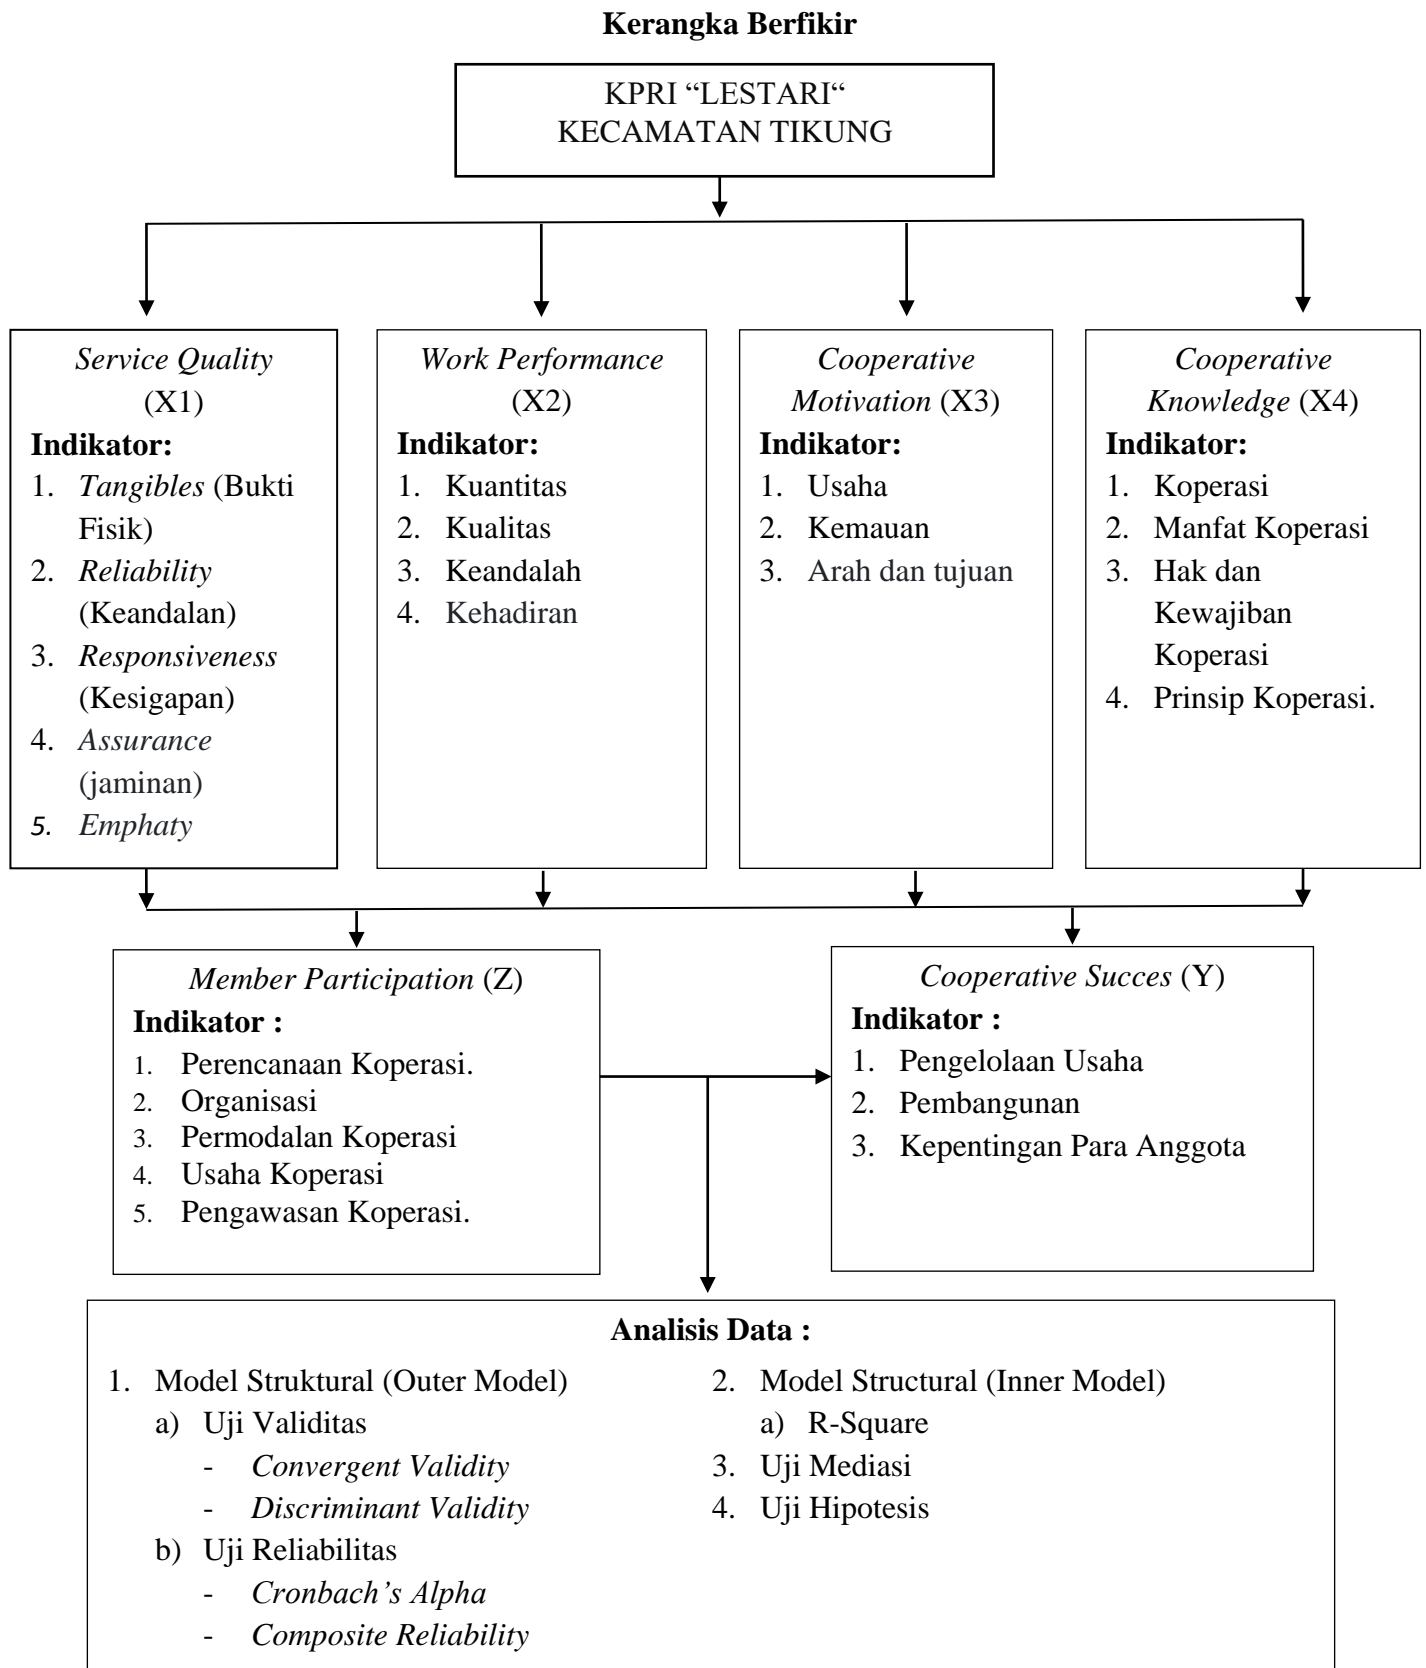 Kerangka Berfikir
KPRI “LESTARI“
KECAMATAN TIKUNG
Service Quality
(X1)
Indikator:
1. Tangibles (Bukti
Fisik)
2. Reliability
(Keandalan)
3. Responsiveness
(Kesigapan)
4. Assurance
(jaminan)
5. Emphaty
Work Performance
(X2)
Indikator:
1. Kuantitas
2. Kualitas
3. Keandalah
4. Kehadiran
Cooperative
Motivation (X3)
Indikator:
1. Usaha
2. Kemauan
3. Arah dan tujuan
Cooperative
Knowledge (X4)
Indikator:
1. Koperasi
2. Manfat Koperasi
3. Hak dan
Kewajiban
Koperasi
4. Prinsip Koperasi.
Member Participation (Z)
Indikator :
1. Perencanaan Koperasi.
2. Organisasi
3. Permodalan Koperasi
4. Usaha Koperasi
5. Pengawasan Koperasi.
Cooperative Succes (Y)
Indikator :
1. Pengelolaan Usaha
2. Pembangunan
3. Kepentingan Para Anggota
Analisis Data :
1. Model Struktural (Outer Model)
a) Uji Validitas
- Convergent Validity
- Discriminant Validity
b) Uji Reliabilitas
- Cronbach’s Alpha
- Composite Reliability
2. Model Structural (Inner Model)
a) R-Square
3. Uji Mediasi
4. Uji Hipotesis